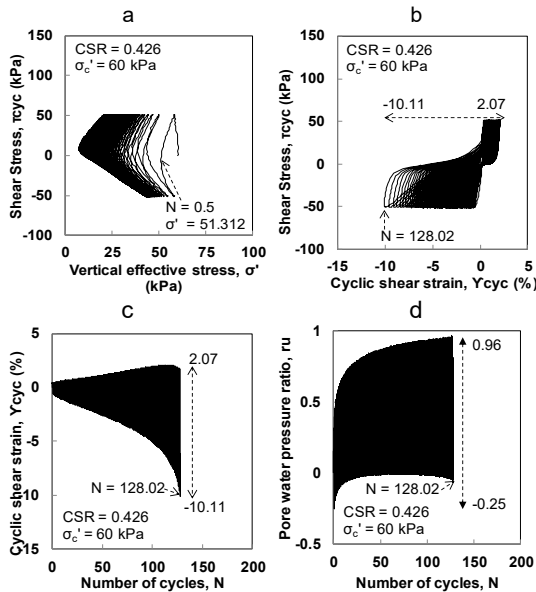 a
CSR = 0.426
σc' = 60 kPa
150
100
50
0
-50
-100
Shear Stress, τcyc (kPa)
N = 0.5
σ' = 51.312
0 25 50 75 100
Vertical effective stress, σ'
(kPa)
b
CSR = 0.426
σc' = 60 kPa
150
100
50
0
-50
-100
Shear Stress, τcyc (kPa)
-10.11 2.07
N = 128.02
-15 -10 -5 0 5
Cyclic shear strain, ϒcyc (%)
c
5
0
-5
-10
-15
Cyclic shear strain, ϒcyc (%)
2.07
N = 128.02
-10.11
CSR = 0.426
σc' = 60 kPa
0 50 100 150 200
Number of cycles, N
d
1
0.5
0
-0.5
Pore water pressure ratio, ru
0.96
N = 128.02
-0.25
CSR = 0.426
σc' = 60 kPa
0 50 100 150 200
Number of cycles, N